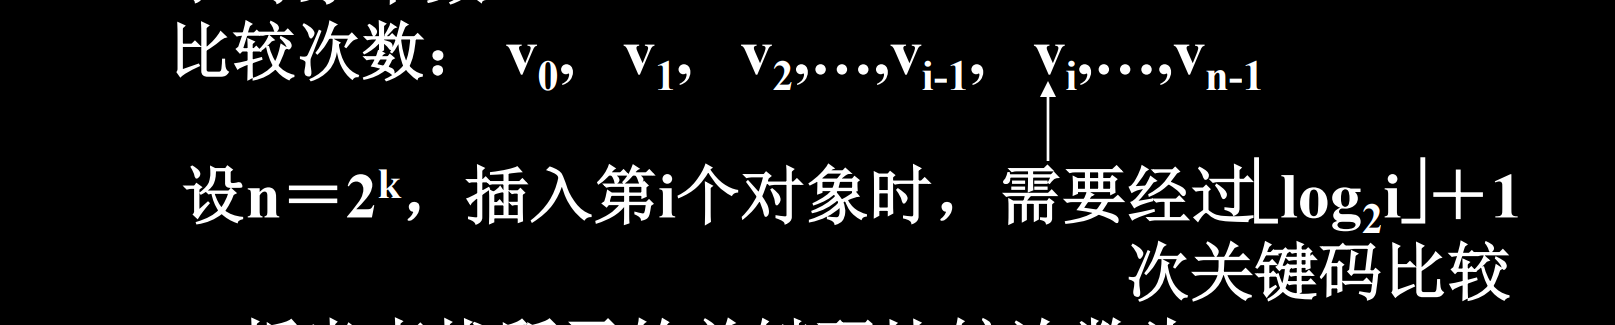 比较次数： v₀, v₁, v₂,…,vᵢ₋₁, vᵢ,…,vₙ₋₁
设n＝2ᵏ，插入第i个对象时，需要经过⌊log₂i⌋＋1
次关键码比较